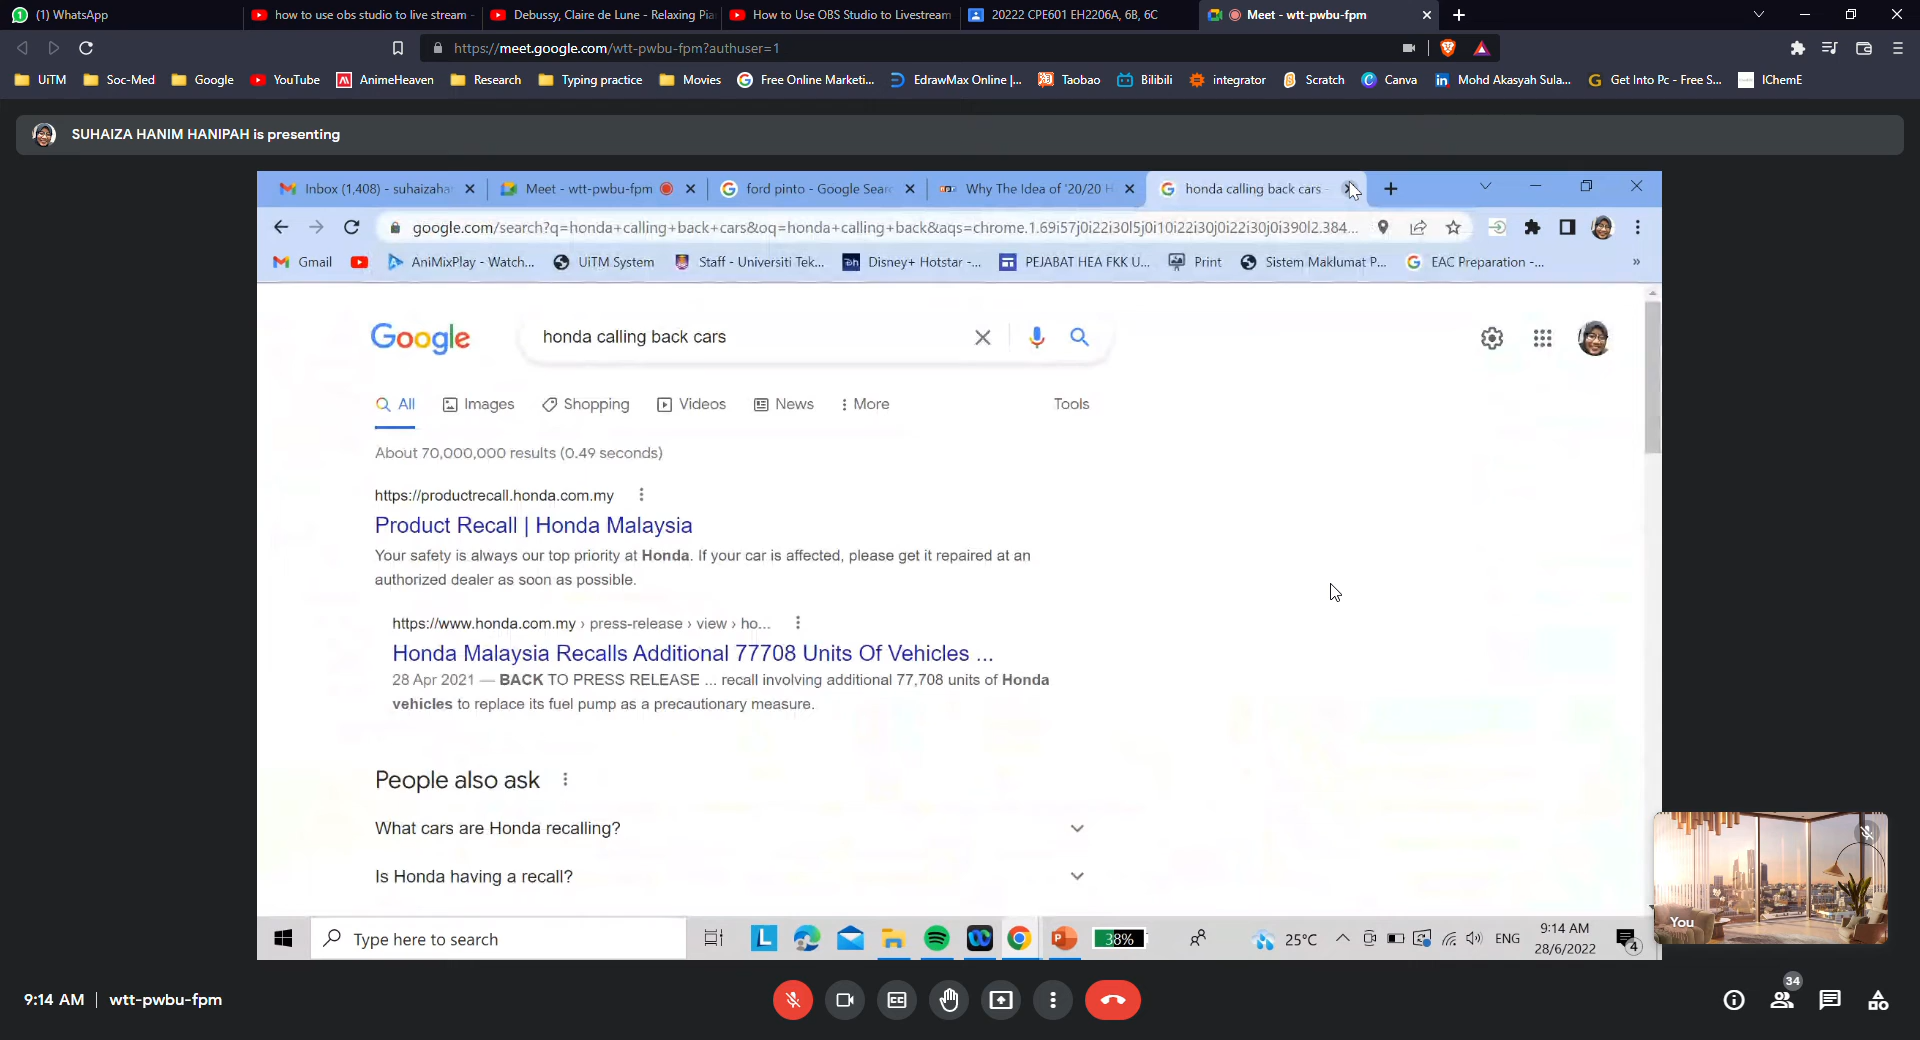 (1) WhatsApp
how to use obs studio to live stream -
Debussy, Claire de Lune - Relaxing Pia
How to Use OBS Studio to Livestream
20222 CPE601 EH2206A, 6B, 6C
Meet - wtt-pwbu-fpm
https://meet.google.com/wtt-pwbu-fpm?authuser=1
UiTM
Soc-Med
Google
YouTube
AnimeHeaven
Research
Typing practice
Movies
Free Online Marketi...
EdrawMax Online |...
Taobao
Bilibili
integrator
Scratch
Canva
Mohd Akasyah Sula...
Get Into Pc - Free S...
IChemE
SUHAIZA HANIM HANIPAH is presenting
Inbox (1,408) - suhaizaha
Meet - wtt-pwbu-fpm
ford pinto - Google Sear
Why The Idea of '20/20 H
honda calling back cars -
google.com/search?q=honda+calling+back+cars&oq=honda+calling+back&aqs=chrome.1.69i57j0i22i30l5j0i10i22i30j0i22i30j0i390l2.384...
Gmail
AniMixPlay - Watch...
UiTM System
Staff - Universiti Tek...
Disney+ Hotstar -...
PEJABAT HEA FKK U...
Print
Sistem Maklumat P...
EAC Preparation -...
»
Google
honda calling back cars
All
Images
Shopping
Videos
News
More
Tools
About 70,000,000 results (0.49 seconds)
https://productrecall.honda.com.my
Product Recall | Honda Malaysia
Your safety is always our top priority at Honda. If your car is affected, please get it repaired at an
authorized dealer as soon as possible.
https://www.honda.com.my › press-release › view › ho...
Honda Malaysia Recalls Additional 77708 Units Of Vehicles ...
28 Apr 2021 — BACK TO PRESS RELEASE ... recall involving additional 77,708 units of Honda
vehicles to replace its fuel pump as a precautionary measure.
People also ask
What cars are Honda recalling?
Is Honda having a recall?
You
Type here to search
38%
25°C
ENG
9:14 AM
28/6/2022
4
9:14 AM | wtt-pwbu-fpm
34